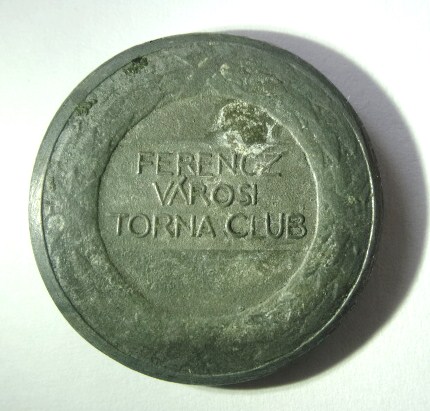 FERENCZ
VÁROSI
TORNA CLUB